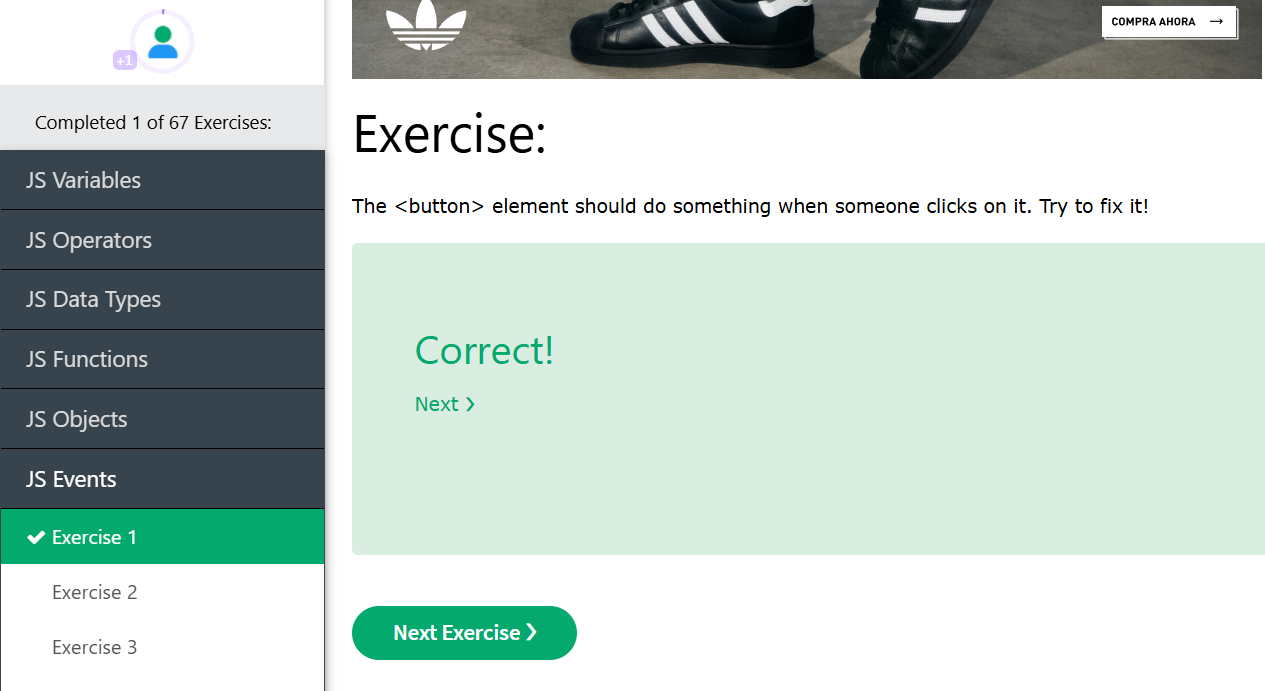 +1
Completed 1 of 67 Exercises:
JS Variables
JS Operators
JS Data Types
JS Functions
JS Objects
JS Events
Exercise 1
Exercise 2
Exercise 3
COMPRA AHORA →
Exercise:
The <button> element should do something when someone clicks on it. Try to fix it!
Correct!
Next ❯
Next Exercise ❯